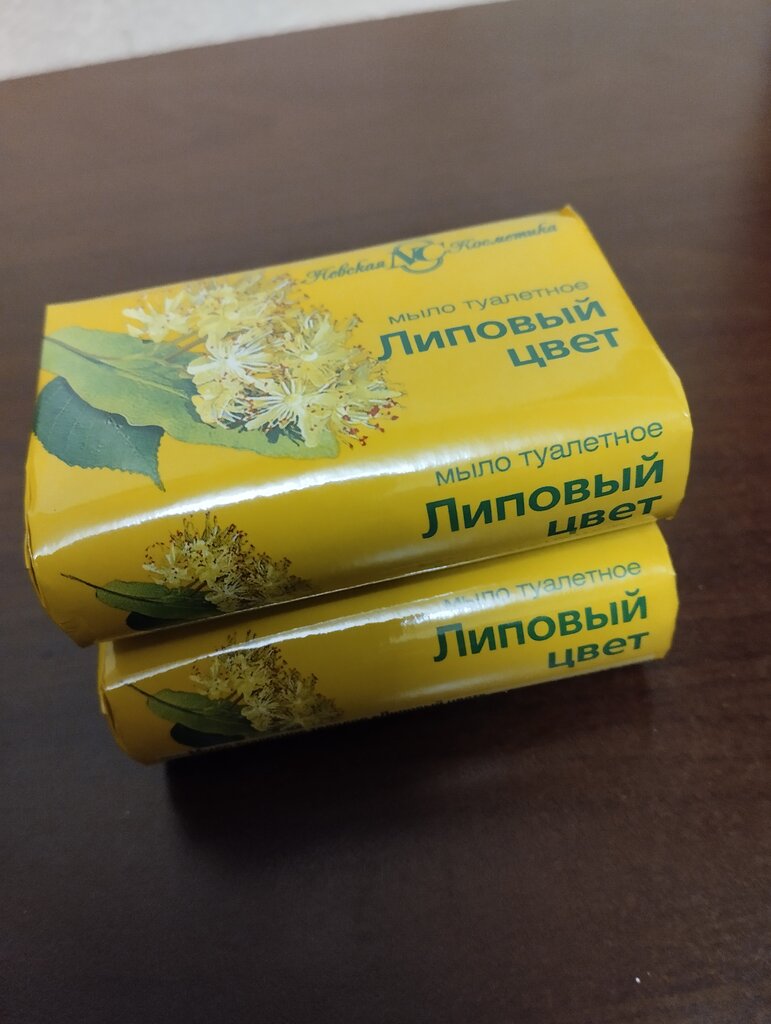 Невская NC Косметика
мыло туалетное
Липовый
цвет
мыло туалетное
Липовый
цвет
мыло туалетное
Липовый
цвет